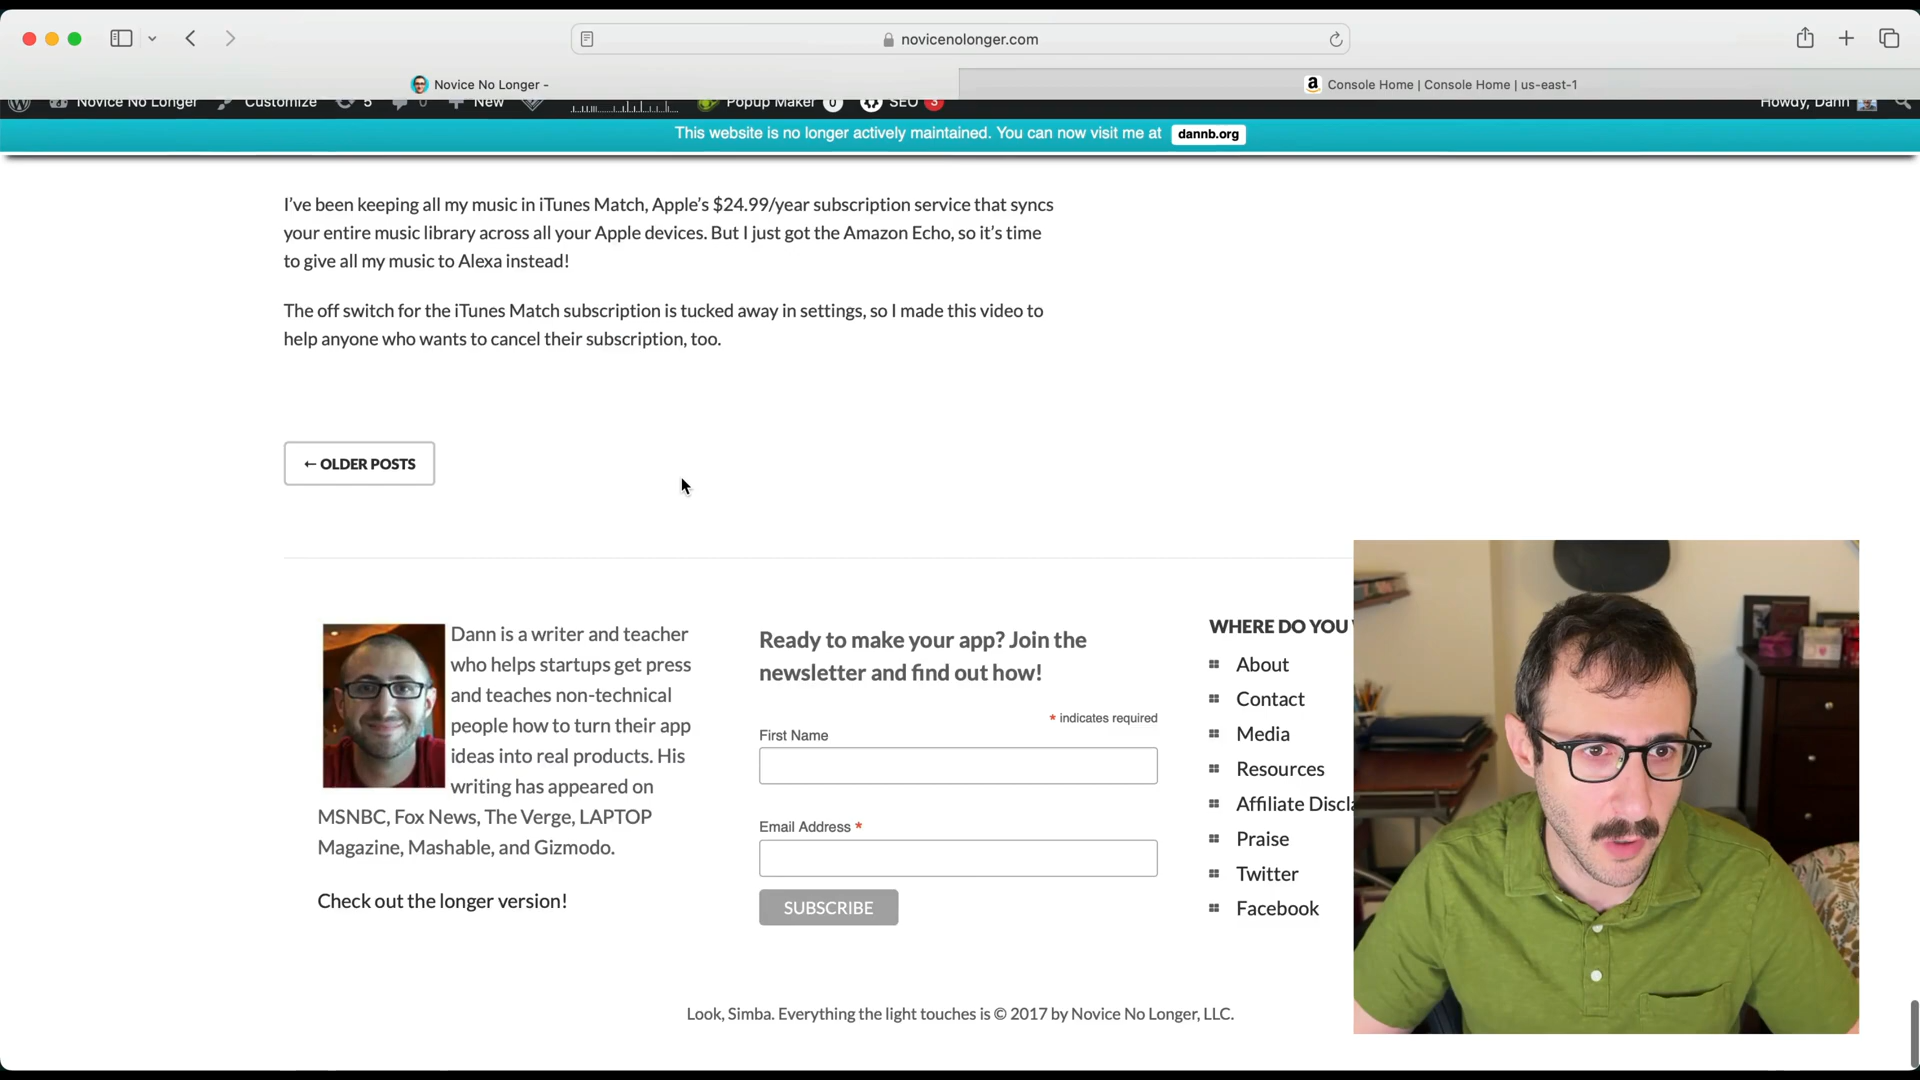 novicenolonger.com
Novice No Longer -
Console Home | Console Home | us-east-1
Novice No Longer Customize 5 0 New Popup Maker 0 SEO 3 Howdy, Dann
This website is no longer actively maintained. You can now visit me at dannb.org
I've been keeping all my music in iTunes Match, Apple's $24.99/year subscription service that syncs
your entire music library across all your Apple devices. But I just got the Amazon Echo, so it's time
to give all my music to Alexa instead!
The off switch for the iTunes Match subscription is tucked away in settings, so I made this video to
help anyone who wants to cancel their subscription, too.
← OLDER POSTS
Dann is a writer and teacher
who helps startups get press
and teaches non-technical
people how to turn their app
ideas into real products. His
writing has appeared on
MSNBC, Fox News, The Verge, LAPTOP
Magazine, Mashable, and Gizmodo.
Check out the longer version!
Ready to make your app? Join the
newsletter and find out how!
* indicates required
First Name
Email Address *
SUBSCRIBE
WHERE DO YOU
About
Contact
Media
Resources
Affiliate Discla
Praise
Twitter
Facebook
Look, Simba. Everything the light touches is © 2017 by Novice No Longer, LLC.